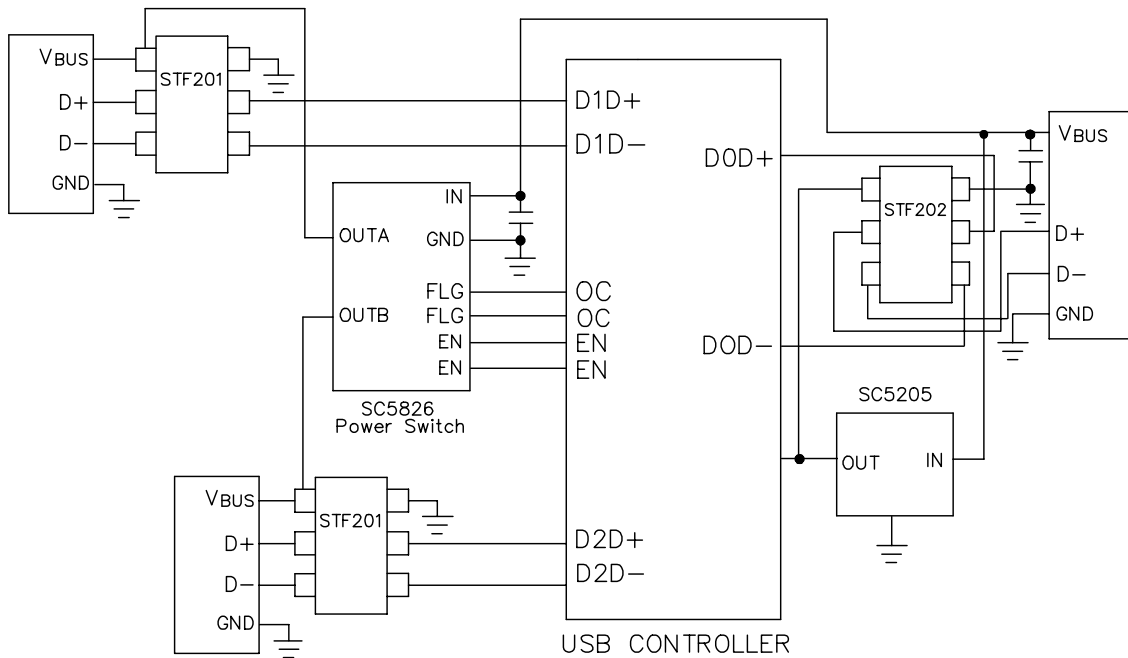 VBUS
D+
D-
GND
STF201
D1D+
D1D-
IN
GND
OUTA
OUTB
FLG
FLG
EN
EN
OC
OC
EN
EN
SC5826
Power Switch
VBUS
D+
D-
GND
STF201
D2D+
D2D-
USB CONTROLLER
DOD+
DOD-
STF202
VBUS
D+
D-
GND
SC5205
OUT
IN